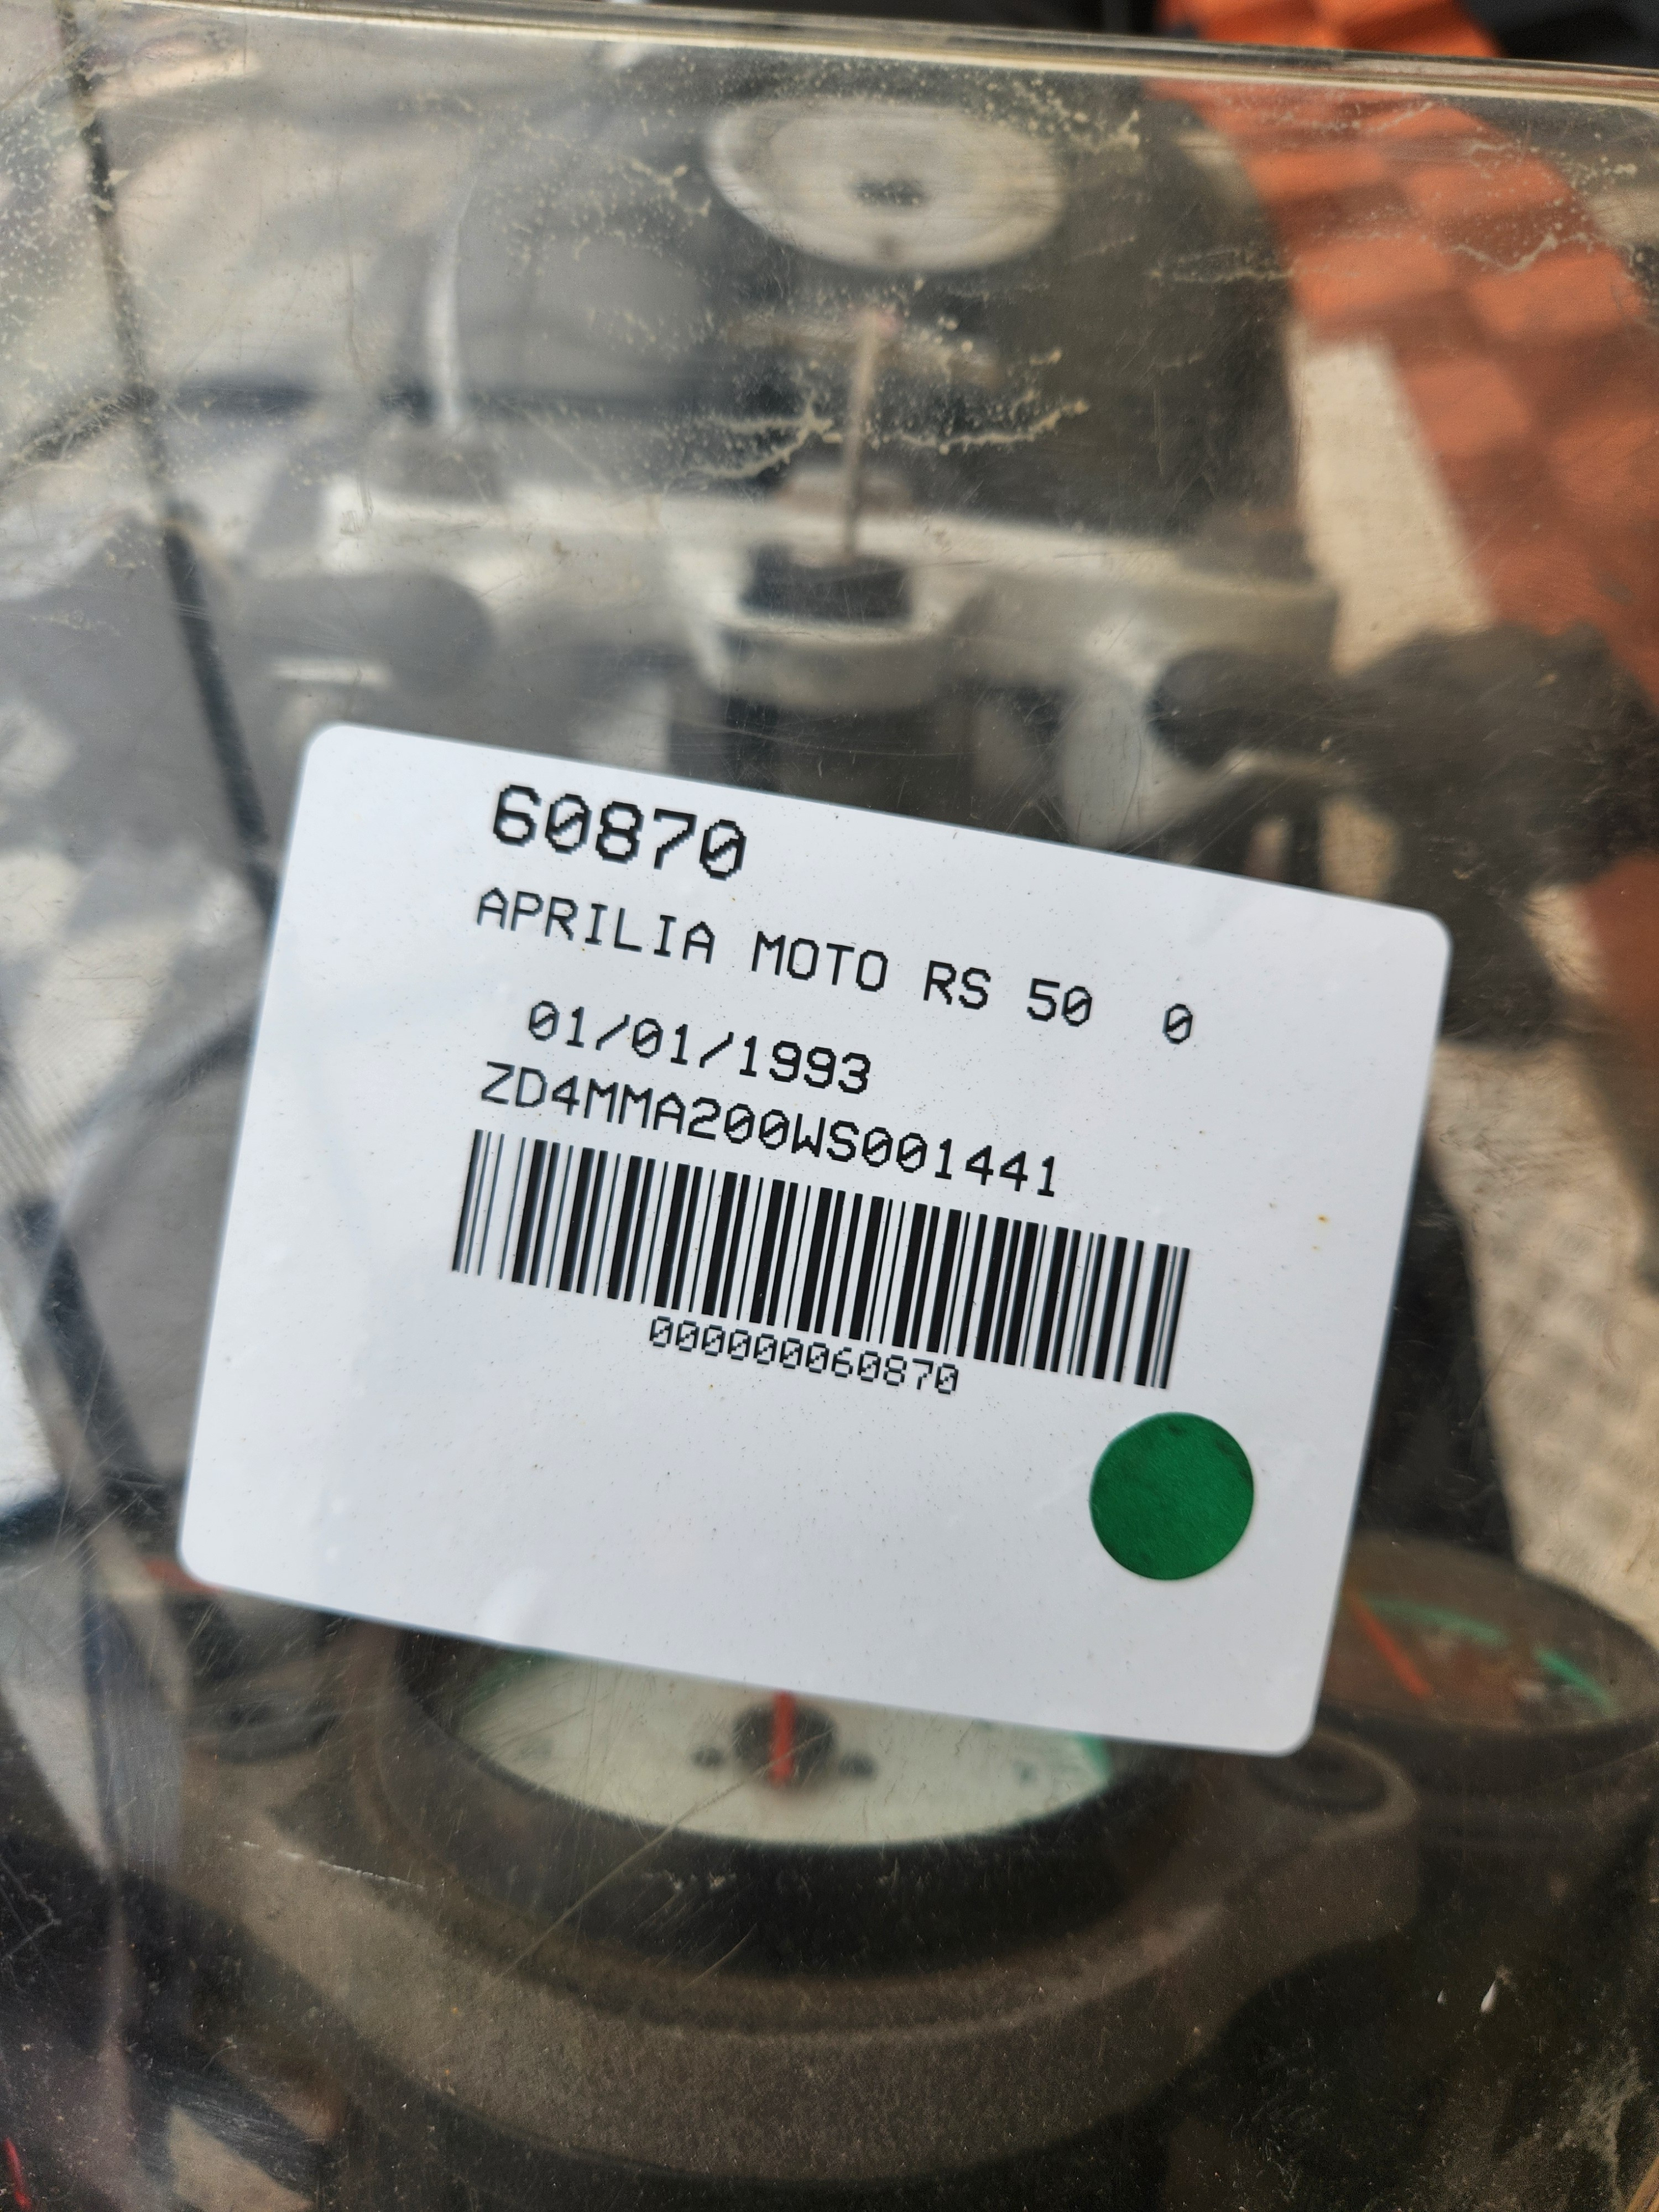 60870
APRILIA MOTO RS 50 0
01/01/1993
ZD4MMA200WS001441
000000060870